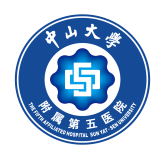 中山大学
附属第五医院
THE FIFTH AFFILIATED HOSPITAL SUN YAT-SEN UNIVERSITY